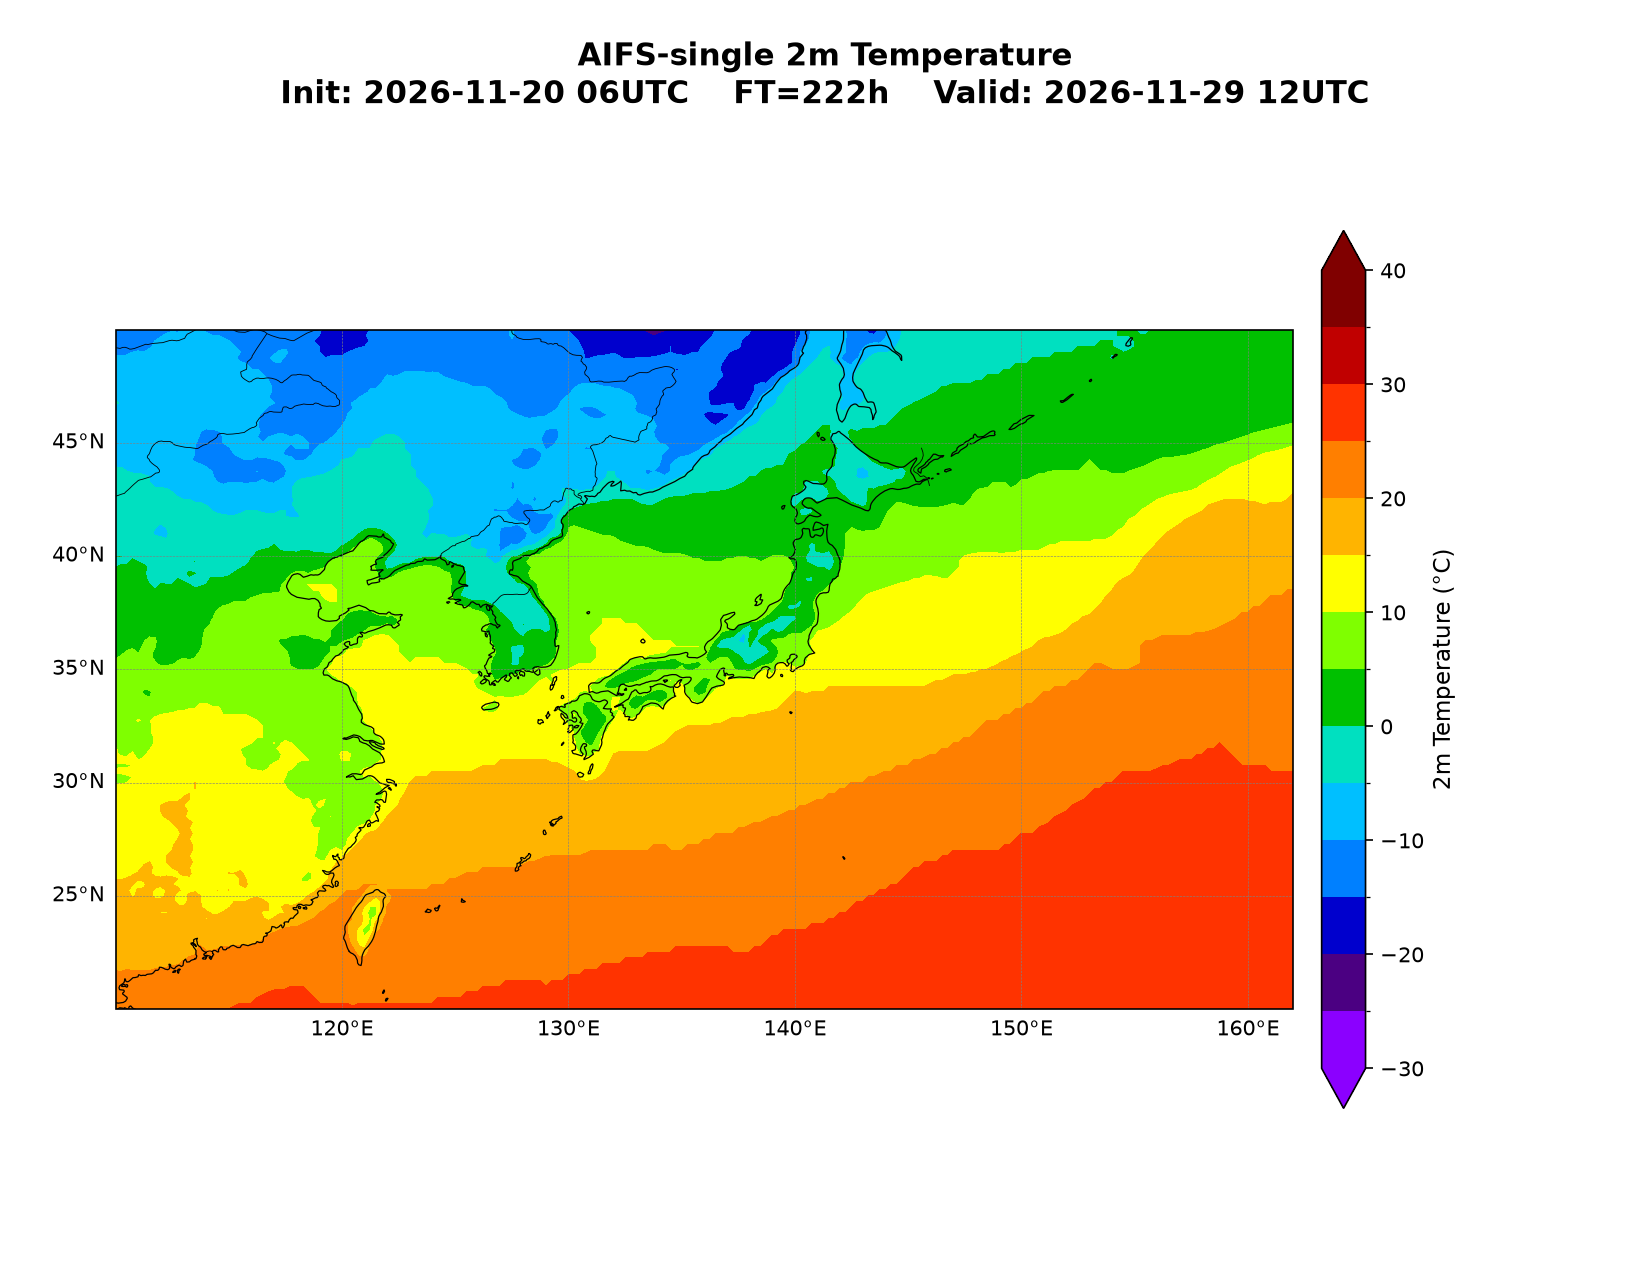 AIFS-single 2m Temperature
Init: 2026-11-20 06UTC    FT=222h    Valid: 2026-11-29 12UTC
45°N
40°N
35°N
30°N
25°N
120°E
130°E
140°E
150°E
160°E
40
30
20
10
0
−10
−20
−30
2m Temperature (°C)